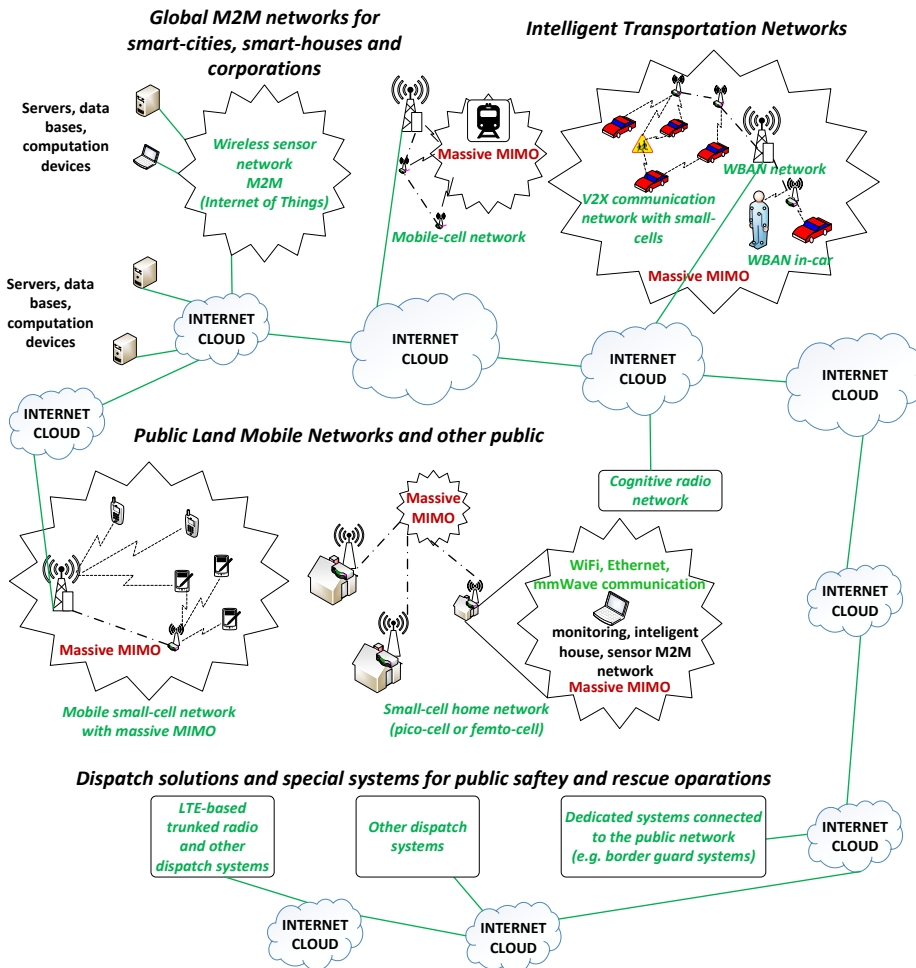 Global M2M networks for
smart-cities, smart-houses and
corporations
Intelligent Transportation Networks
Servers, data
bases,
computation
devices
Wireless sensor
network
M2M
(Internet of Things)
Massive MIMO
Mobile-cell network
WBAN network
V2X communication
network with small-
cells
WBAN in-car
Massive MIMO
Servers, data
bases,
computation
devices
INTERNET
CLOUD
INTERNET
CLOUD
INTERNET
CLOUD
INTERNET
CLOUD
INTERNET
CLOUD
Public Land Mobile Networks and other public
Cognitive radio
network
Massive
MIMO
WiFi, Ethernet,
mmWave communication
monitoring, inteligent
house, sensor M2M
network
Massive MIMO
Massive MIMO
INTERNET
CLOUD
Mobile small-cell network
with massive MIMO
Small-cell home network
(pico-cell or femto-cell)
Dispatch solutions and special systems for public saftey and rescue oparations
LTE-based
trunked radio
and other
dispatch systems
Other dispatch
systems
Dedicated systems connected
to the public network
(e.g. border guard systems)
INTERNET
CLOUD
INTERNET
CLOUD
INTERNET
CLOUD